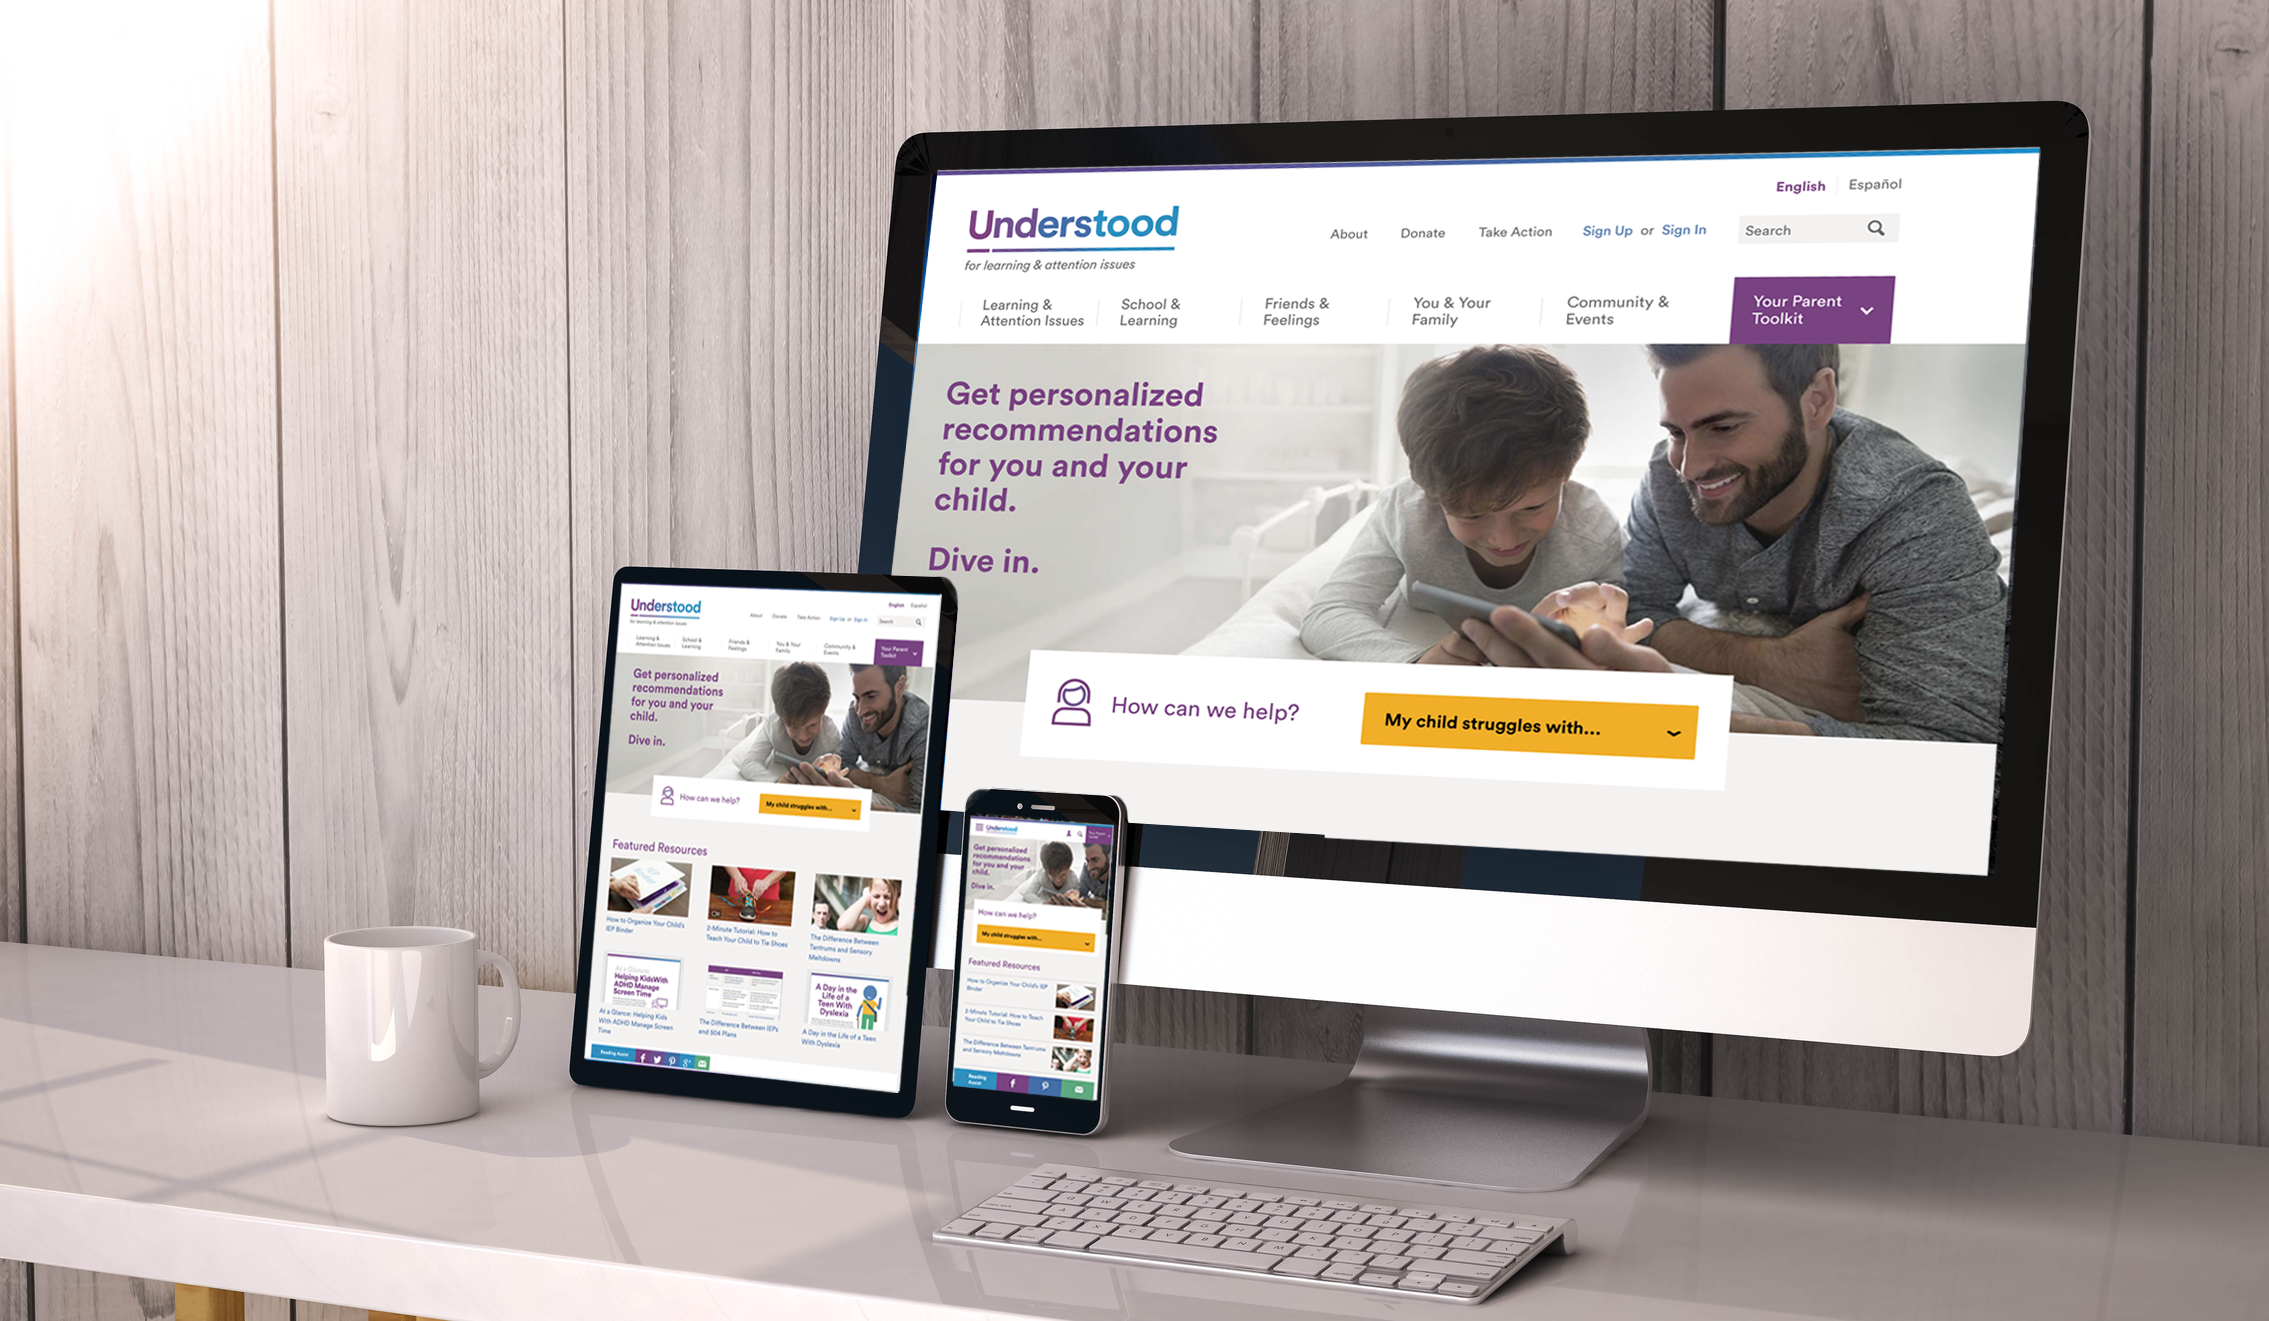 English Español
Understood
for learning & attention issues
About Donate Take Action Sign Up or Sign In Search
Learning &
Attention Issues
School &
Learning
Friends &
Feelings
You & Your
Family
Community &
Events
Your Parent
Toolkit
Get personalized
recommendations
for you and your
child.
Dive in.
How can we help?
My child struggles with...
English Español
Understood
for learning & attention issues
About Donate Take Action Sign Up or Sign In Search
Learning &
Attention Issues
School &
Learning
Friends &
Feelings
You & Your
Family
Community &
Events
Your Parent
Toolkit
Get personalized
recommendations
for you and your
child.
Dive in.
How can we help?
My child struggles with...
Featured Resources
How to Organize Your Child's
IEP Binder
2-Minute Tutorial: How to
Teach Your Child to Tie Shoes
The Difference Between
Tantrums and Sensory
Meltdowns
At a Glance:
Helping KidsWith
ADHD Manage
Screen Time
At a Glance: Helping Kids
With ADHD Manage Screen
Time
The Difference Between IEPs
and 504 Plans
A Day in the
Life of a
Teen With
Dyslexia
A Day in the Life of a Teen
With Dyslexia
Reading Assist
Understood
Your Parent
Toolkit
Get personalized
recommendations
for you and your
child.
Dive in.
How can we help?
My child struggles with...
Featured Resources
How to Organize Your Child's IEP
Binder
2-Minute Tutorial: How to Teach
Your Child to Tie Shoes
The Difference Between Tantrums
and Sensory Meltdowns
Reading
Assist